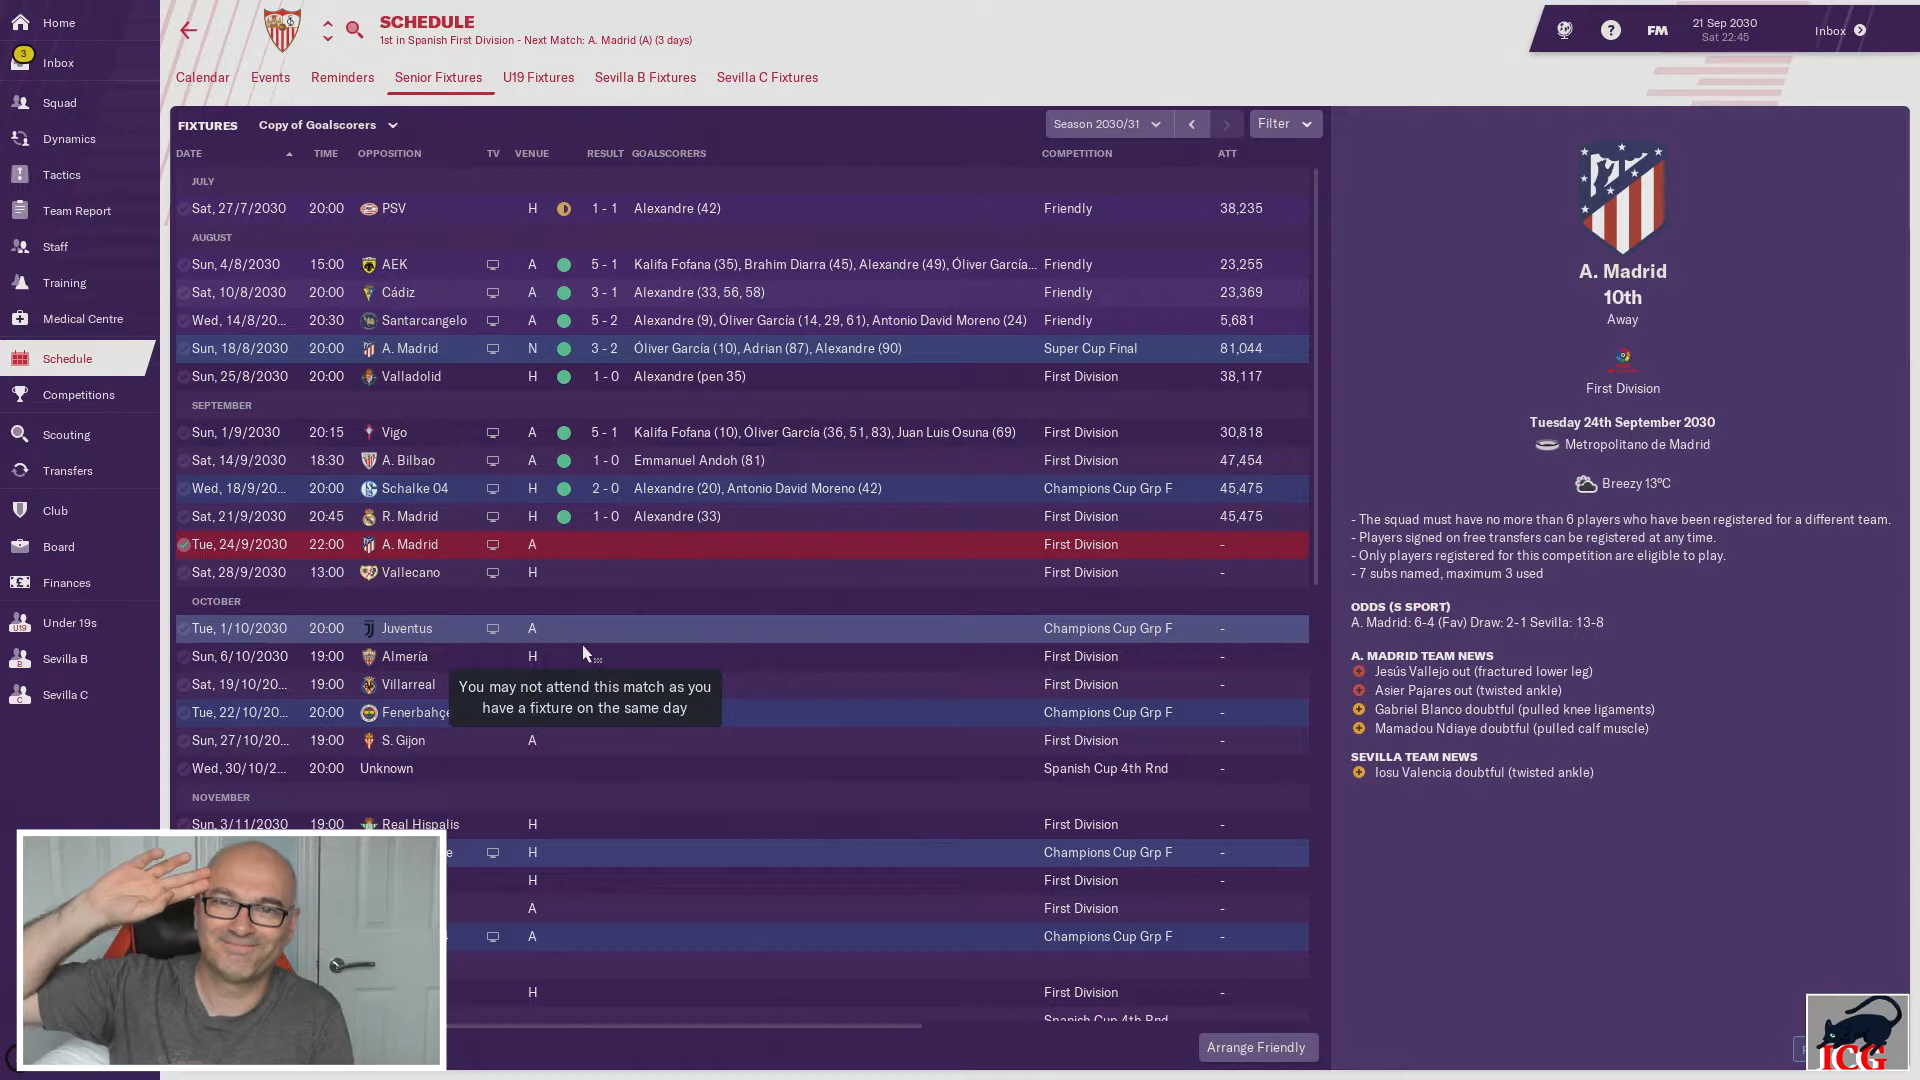 Home
3
Inbox
Squad
Dynamics
Tactics
Team Report
Staff
Training
Medical Centre
Schedule
Competitions
Scouting
Transfers
Club
Board
Finances
U19
Under 19s
B
Sevilla B
C
Sevilla C
SCHEDULE
1st in Spanish First Division - Next Match: A. Madrid (A) (3 days)
? FM 21 Sep 2030 Inbox
Sat 22:45
Calendar Events Reminders Senior Fixtures U19 Fixtures Sevilla B Fixtures Sevilla C Fixtures
FIXTURES Copy of Goalscorers Season 2030/31 Filter
DATE TIME OPPOSITION TV VENUE RESULT GOALSCORERS COMPETITION ATT
JULY
Sat, 27/7/2030 20:00 PSV H 1 - 1 Alexandre (42) Friendly 38,235
AUGUST
Sun, 4/8/2030 15:00 AEK A 5 - 1 Kalifa Fofana (35), Brahim Diarra (45), Alexandre (49), Óliver García... Friendly 23,255
Sat, 10/8/2030 20:00 Cádiz A 3 - 1 Alexandre (33, 56, 58) Friendly 23,369
Wed, 14/8/20... 20:30 Santarcangelo A 5 - 2 Alexandre (9), Óliver García (14, 29, 61), Antonio David Moreno (24) Friendly 5,681
Sun, 18/8/2030 20:00 A. Madrid N 3 - 2 Óliver García (10), Adrian (87), Alexandre (90) Super Cup Final 81,044
Sun, 25/8/2030 20:00 Valladolid H 1 - 0 Alexandre (pen 35) First Division 38,117
SEPTEMBER
Sun, 1/9/2030 20:15 Vigo A 5 - 1 Kalifa Fofana (10), Óliver García (36, 51, 83), Juan Luis Osuna (69) First Division 30,818
Sat, 14/9/2030 18:30 A. Bilbao A 1 - 0 Emmanuel Andoh (81) First Division 47,454
Wed, 18/9/20... 20:00 Schalke 04 H 2 - 0 Alexandre (20), Antonio David Moreno (42) Champions Cup Grp F 45,475
Sat, 21/9/2030 20:45 R. Madrid H 1 - 0 Alexandre (33) First Division 45,475
Tue, 24/9/2030 22:00 A. Madrid A First Division -
Sat, 28/9/2030 13:00 Vallecano H First Division -
OCTOBER
Tue, 1/10/2030 20:00 Juventus A Champions Cup Grp F -
Sun, 6/10/2030 19:00 Almería H First Division -
Sat, 19/10/20... 19:00 Villarreal First Division -
Tue, 22/10/20... 20:00 Fenerbahçe Champions Cup Grp F -
You may not attend this match as you
have a fixture on the same day
Sun, 27/10/20... 19:00 S. Gijon A First Division -
Wed, 30/10/2... 20:00 Unknown Spanish Cup 4th Rnd -
NOVEMBER
Sun, 3/11/2030 19:00 Real Hispalis H First Division -
e H Champions Cup Grp F -
H First Division -
A First Division -
A Champions Cup Grp F -
H First Division -
Spanish Cup 4th Rnd
Arrange Friendly
A. Madrid
10th
Away
First Division
Tuesday 24th September 2030
Metropolitano de Madrid
Breezy 13°C
- The squad must have no more than 6 players who have been registered for a different team.
- Players signed on free transfers can be registered at any time.
- Only players registered for this competition are eligible to play.
- 7 subs named, maximum 3 used
ODDS (S SPORT)
A. Madrid: 6-4 (Fav) Draw: 2-1 Sevilla: 13-8
A. MADRID TEAM NEWS
Jesús Vallejo out (fractured lower leg)
Asier Pajares out (twisted ankle)
Gabriel Blanco doubtful (pulled knee ligaments)
Mamadou Ndiaye doubtful (pulled calf muscle)
SEVILLA TEAM NEWS
Iosu Valencia doubtful (twisted ankle)
ICG